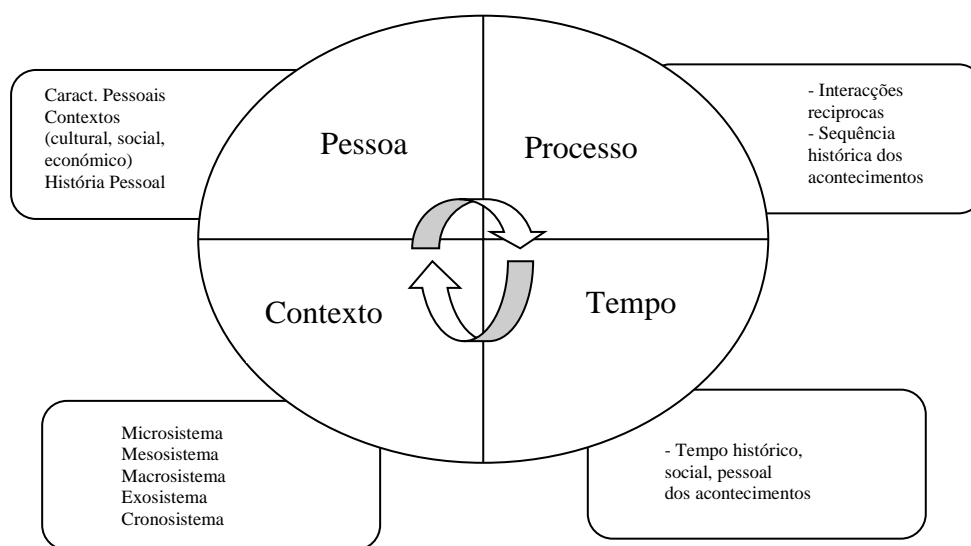 Caract. Pessoais
Contextos
(cultural, social,
económico)
História Pessoal
Pessoa
Processo
- Interacções
reciprocas
- Sequência
histórica dos
acontecimentos
Contexto
Tempo
Microsistema
Mesosistema
Macrosistema
Exosistema
Cronosistema
- Tempo histórico,
social, pessoal
dos acontecimentos